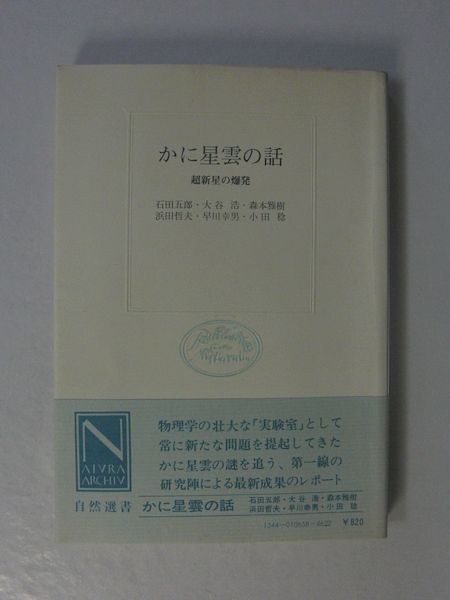 かに星雲の話
超新星の爆発
石田五郎・大谷 浩・森本雅樹
浜田哲夫・早川幸男・小田 稔
物理学の壮大な「実験室」として
常に新たな問題を提起してきた
かに星雲の謎を追う、第一線の
研究陣による最新成果のレポート
N
ATVRA
ARCHIV
自然選書
かに星雲の話
石田五郎・大谷 浩・森本雅樹
浜田哲夫・早川幸男・小田 稔
1344-010658-4622 ¥820